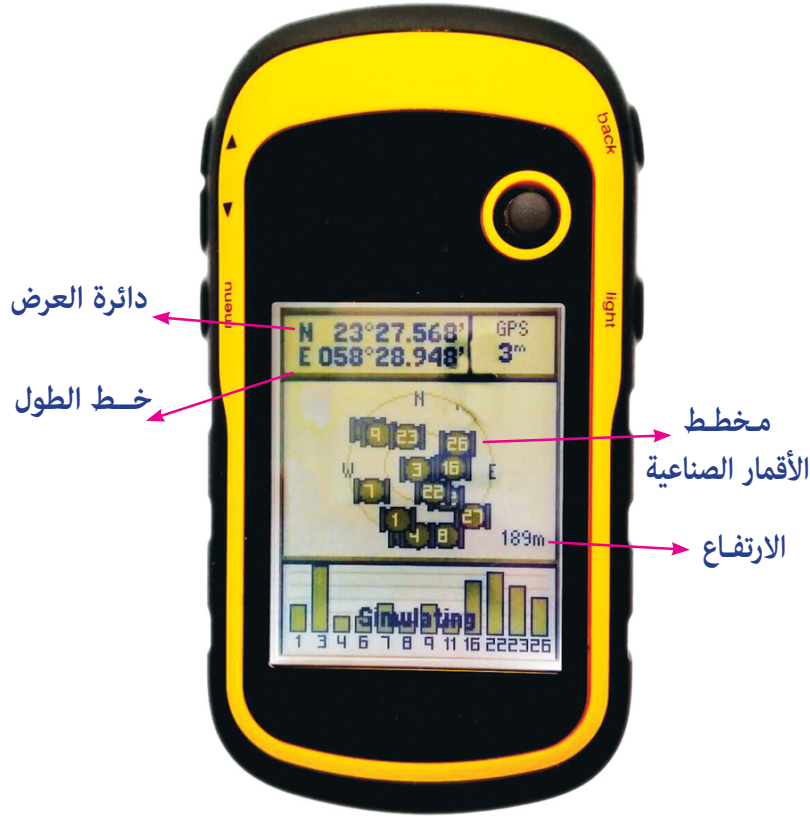 back
menu
light
دائرة العرض
خـــط الطول
مـخطـط
الأقمار الصناعية
الارتفـاع
N 23°27.568'
E 058°28.948'
GPS
3m
N
W
E
9
23
26
3
16
7
22
27
1
4
8
189m
Simulating
1 3 4 6 7 8 9 11 16 22 23 26